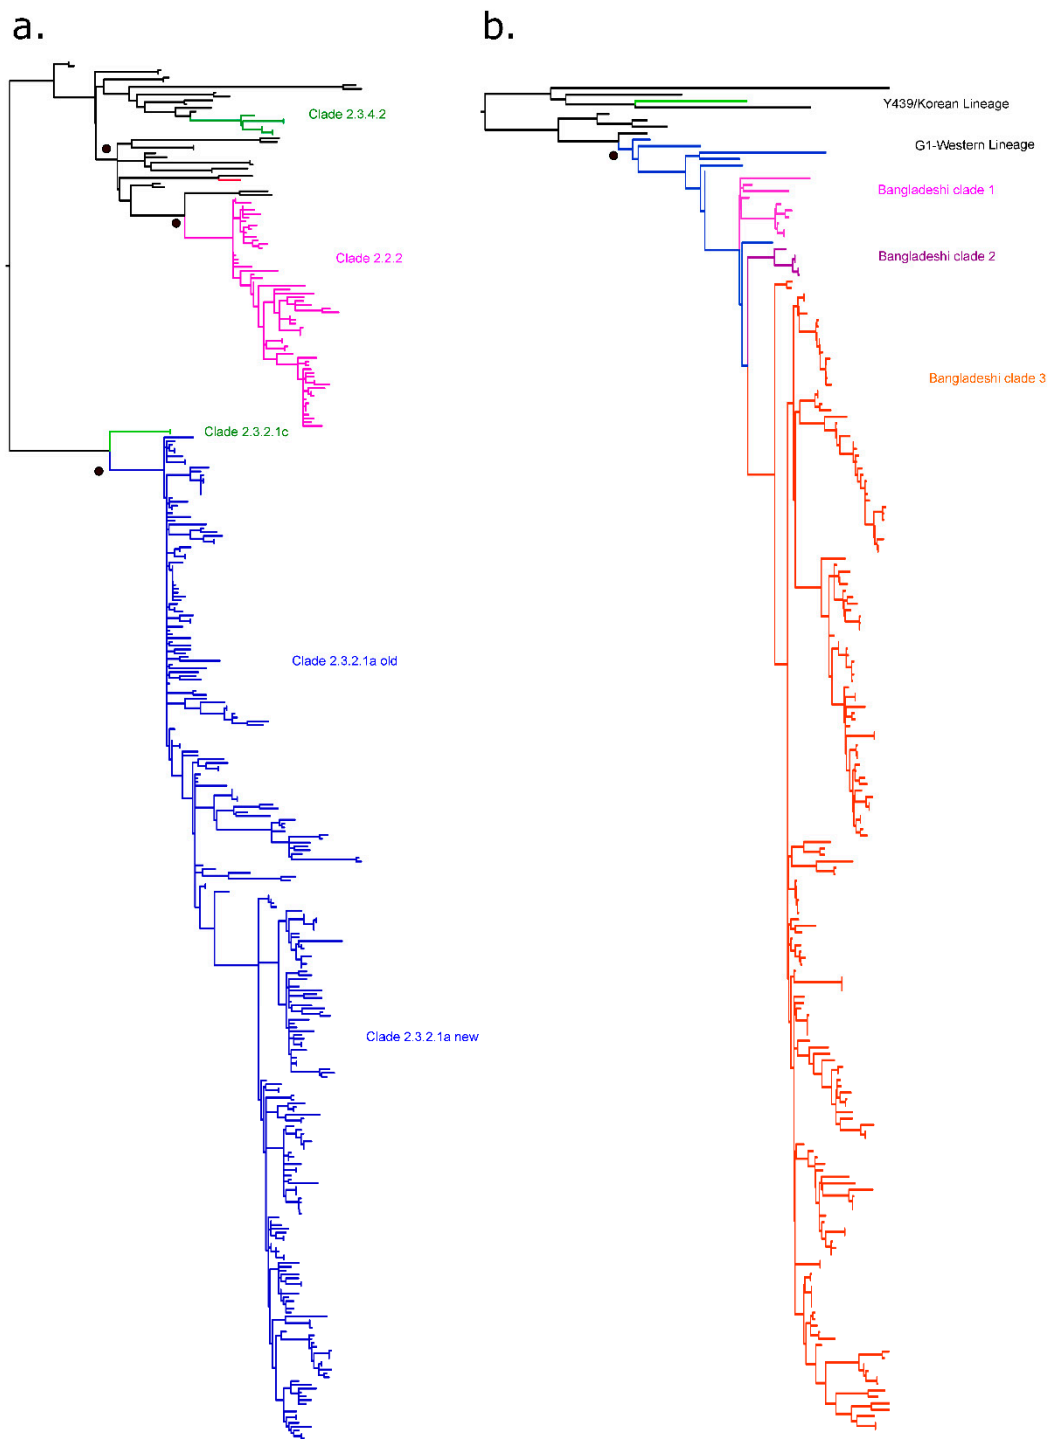 a.
Clade 2.3.4.2
Clade 2.2.2
Clade 2.3.2.1c
Clade 2.3.2.1a old
Clade 2.3.2.1a new
b.
Y439/Korean Lineage
G1-Western Lineage
Bangladeshi clade 1
Bangladeshi clade 2
Bangladeshi clade 3